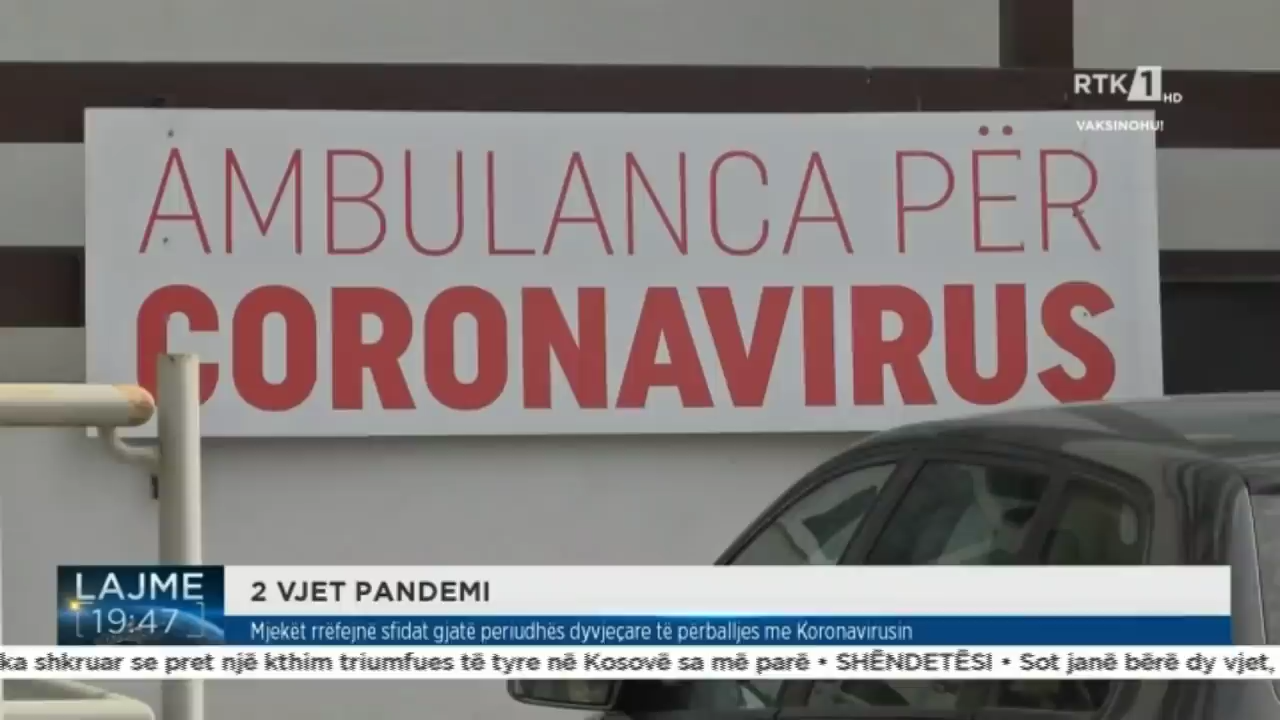 RTK 1 HD
VAKSINOHU!
AMBULANCA PËR
CORONAVIRUS
LAJME
19:47
2 VJET PANDEMI
Mjekët rrëfejnë sfidat gjatë periudhës dyvjeçare të përballjes me Koronavirusin
ka shkruar se pret një kthim triumfues të tyre në Kosovë sa më parë • SHËNDETËSI • Sot janë bërë dy vjet,